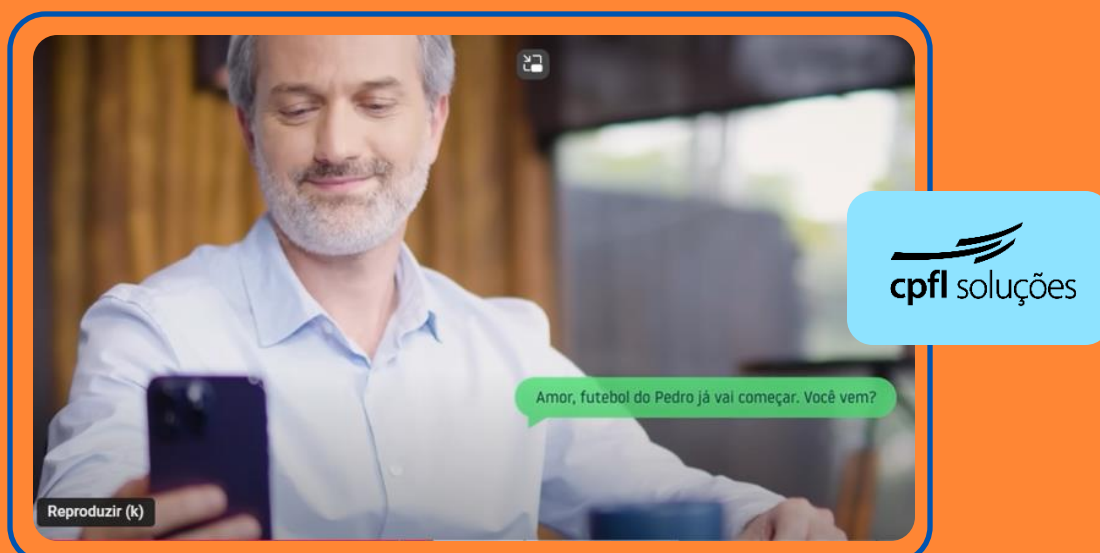 Amor, futebol do Pedro já vai começar. Você vem?
cpfl soluções
Reproduzir (k)